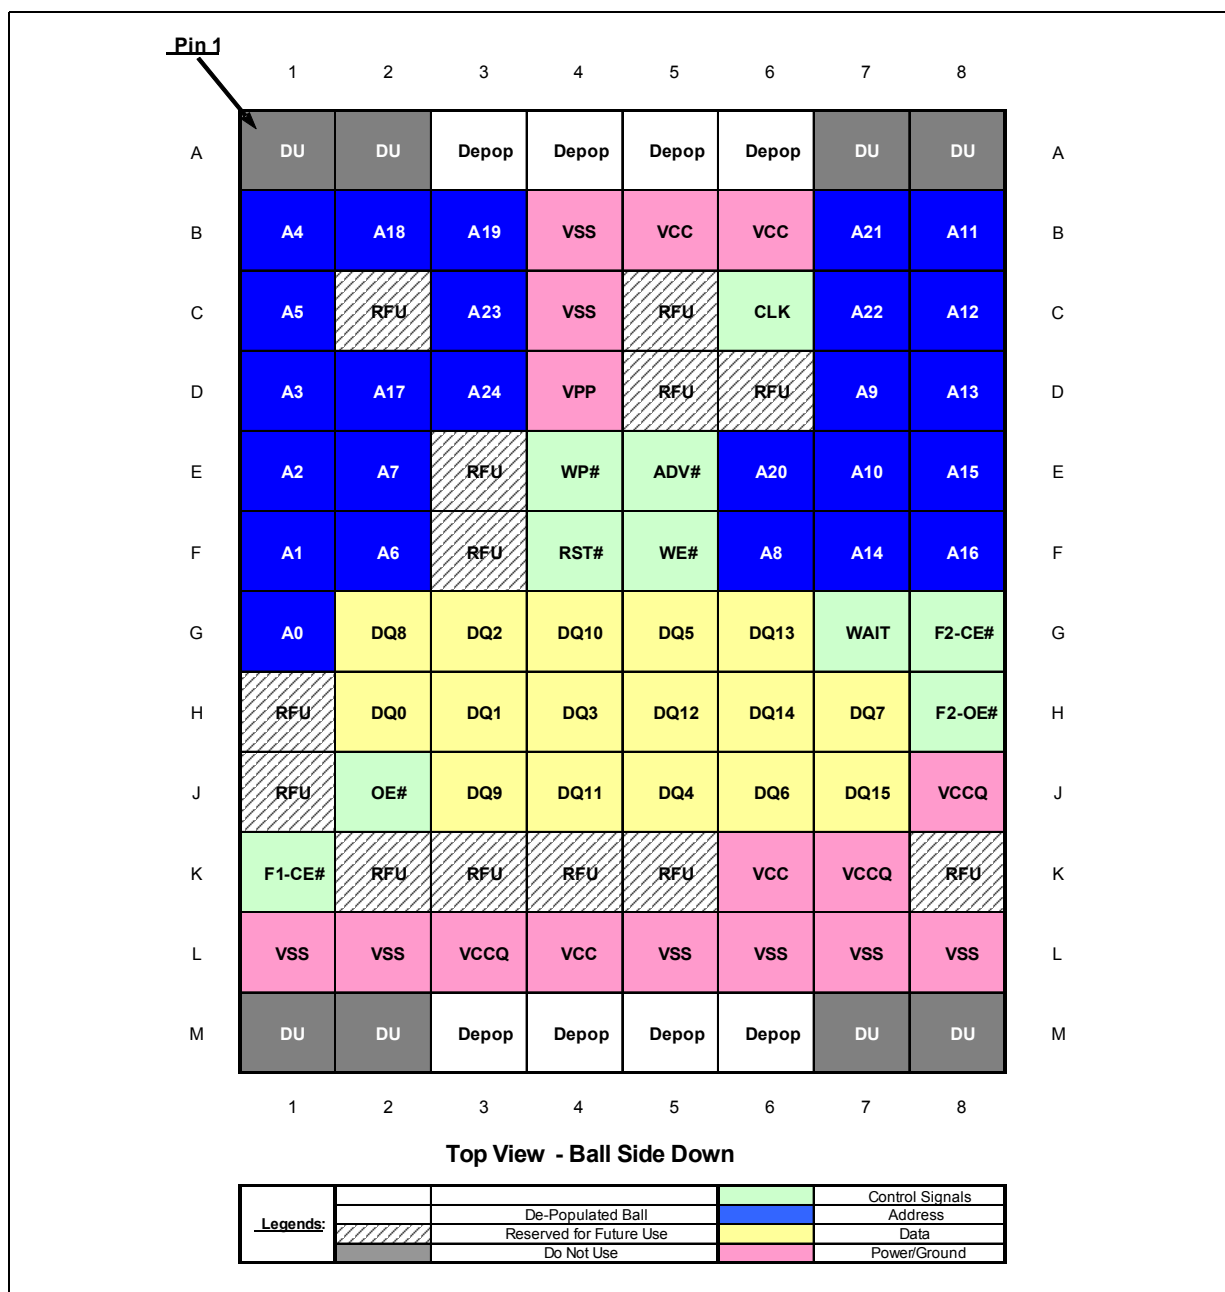 Pin 1
1 2 3 4 5 6 7 8
A DU DU Depop Depop Depop Depop DU DU A
B A4 A18 A19 VSS VCC VCC A21 A11 B
C A5 RFU A23 VSS RFU CLK A22 A12 C
D A3 A17 A24 VPP RFU RFU A9 A13 D
E A2 A7 RFU WP# ADV# A20 A10 A15 E
F A1 A6 RFU RST# WE# A8 A14 A16 F
G A0 DQ8 DQ2 DQ10 DQ5 DQ13 WAIT F2-CE# G
H RFU DQ0 DQ1 DQ3 DQ12 DQ14 DQ7 F2-OE# H
J RFU OE# DQ9 DQ11 DQ4 DQ6 DQ15 VCCQ J
K F1-CE# RFU RFU RFU RFU VCC VCCQ RFU K
L VSS VSS VCCQ VCC VSS VSS VSS VSS L
M DU DU Depop Depop Depop Depop DU DU M
1 2 3 4 5 6 7 8
Top View - Ball Side Down
Control Signals
Legends: De-Populated Ball Address
Reserved for Future Use Data
Do Not Use Power/Ground